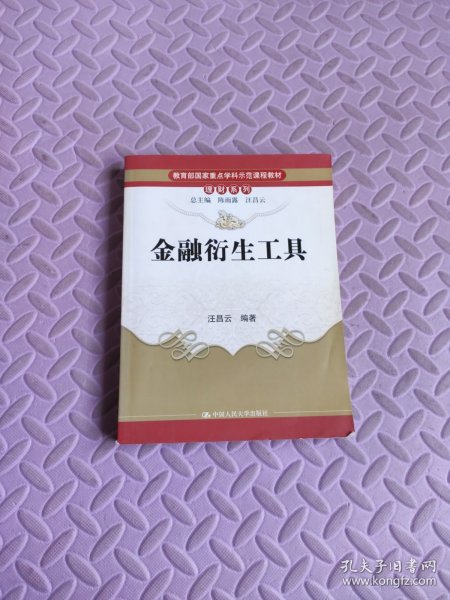 教育部国家重点学科示范课程教材
理财系列
总主编 陈雨露 汪昌云
金融衍生工具
汪昌云 编著
中国人民大学出版社
孔夫子旧书网
www.kongfz.com